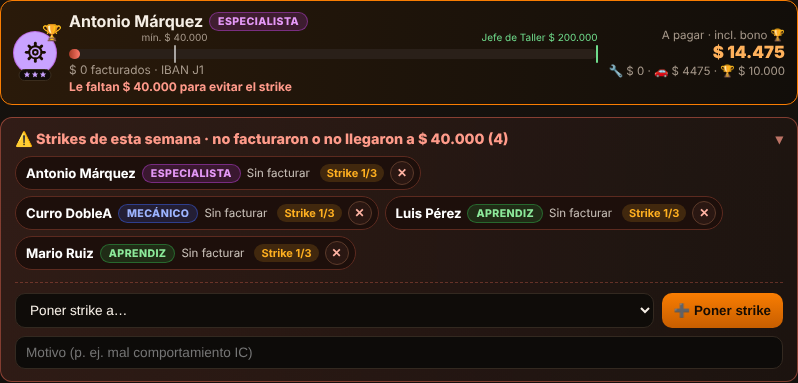 Antonio Márquez ESPECIALISTA
mín. $ 40.000
Jefe de Taller $ 200.000
$ 0 facturados · IBAN J1
Le faltan $ 40.000 para evitar el strike
A pagar · incl. bono 🏆
$ 14.475
🔧 $ 0 · 🚗 $ 4475 · 🏆 $ 10.000
⚠️ Strikes de esta semana · no facturaron o no llegaron a $ 40.000 (4) ▼
Antonio Márquez ESPECIALISTA Sin facturar Strike 1/3 ✕
Curro DobleA MECÁNICO Sin facturar Strike 1/3 ✕ Luis Pérez APRENDIZ Sin facturar Strike 1/3 ✕
Mario Ruiz APRENDIZ Sin facturar Strike 1/3 ✕
Poner strike a… ➕ Poner strike
Motivo (p. ej. mal comportamiento IC)